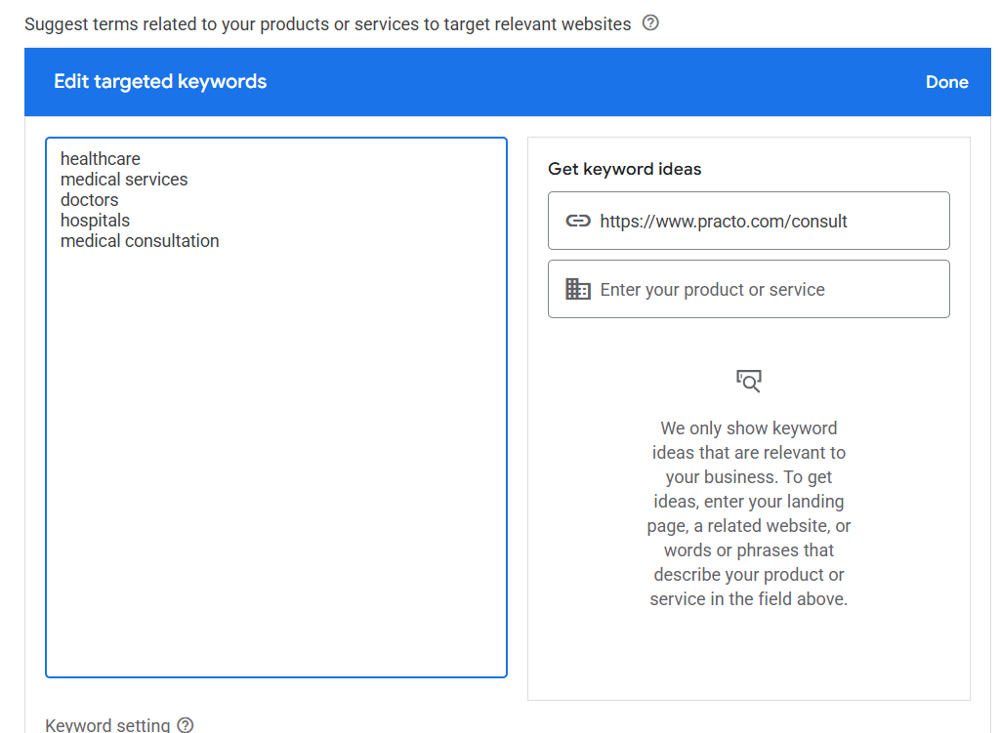 Suggest terms related to your products or services to target relevant websites
Edit targeted keywords
Done
healthcare
medical services
doctors
hospitals
medical consultation
Get keyword ideas
https://www.practo.com/consult
Enter your product or service
We only show keyword
ideas that are relevant to
your business. To get
ideas, enter your landing
page, a related website, or
words or phrases that
describe your product or
service in the field above.
Keyword setting